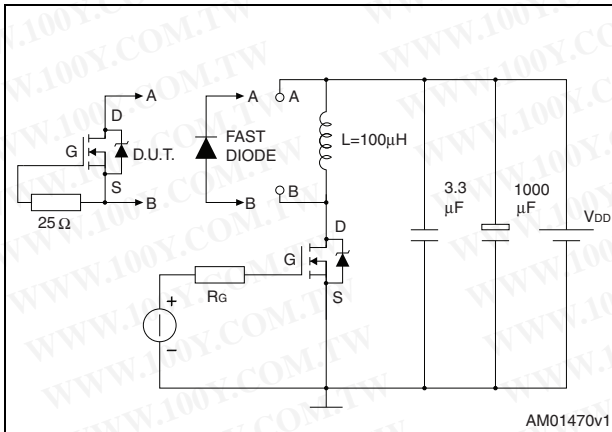 WWW.100Y.COM.TW
A
A
A
D
G
D.U.T.
FAST
DIODE
L=100μH
S
B
B
B
25 Ω
3.3
μF
1000
μF
VDD
D
G
S
RG
+
−
AM01470v1